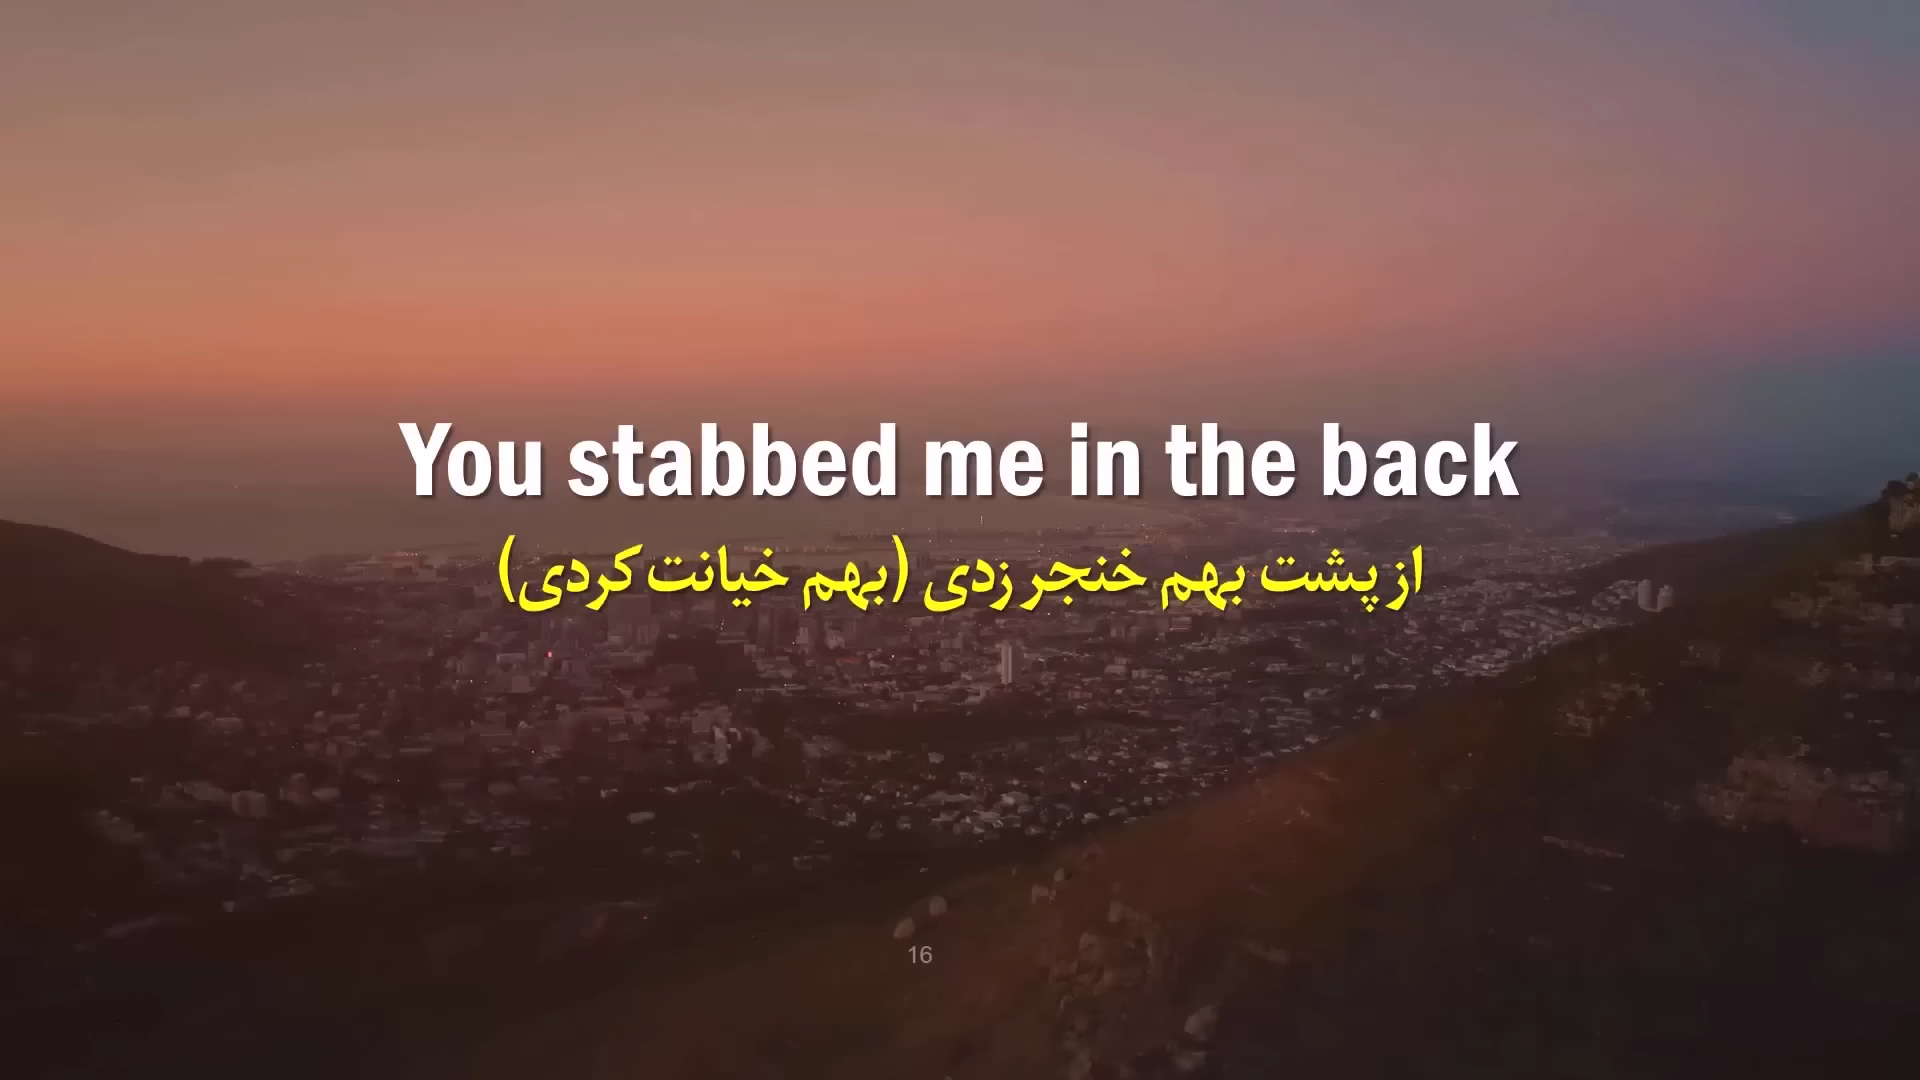 You stabbed me in the back
از پشت بهم خنجر زدی (بهم خیانت کردی)
16